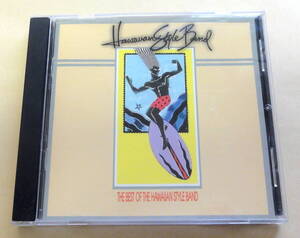 Hawaiian Style Band
THE BEST OF THE HAWAIIAN STYLE BAND